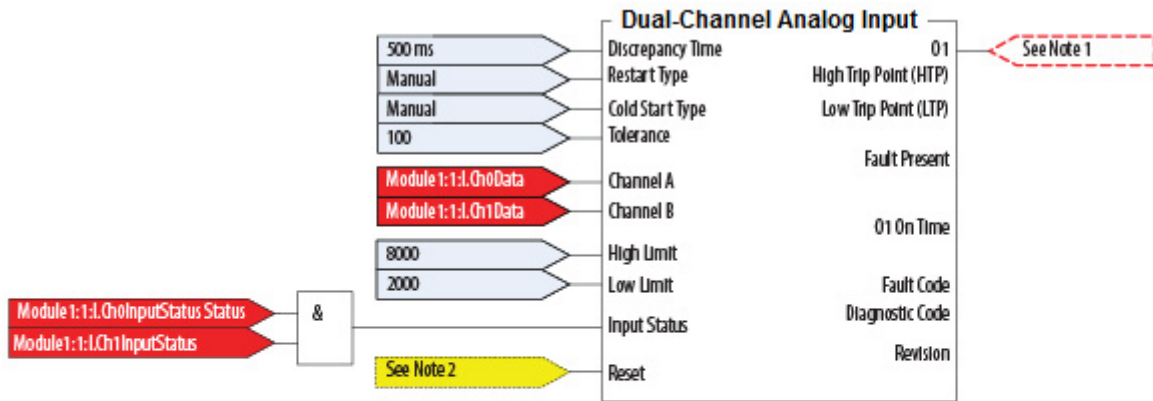 Dual-Channel Analog Input
500 ms
Discrepancy Time
O1
See Note 1
Manual
Restart Type
High Trip Point (HTP)
Manual
Cold Start Type
Low Trip Point (LTP)
100
Tolerance
Fault Present
Module1:1:I.Ch0Data
Channel A
Module1:1:I.Ch1Data
Channel B
O1 On Time
8000
High Limit
2000
Low Limit
Fault Code
Module1:1:I.Ch0InputStatus Status
&
Diagnostic Code
Input Status
Module1:1:I.Ch1InputStatus
Revision
See Note 2
Reset